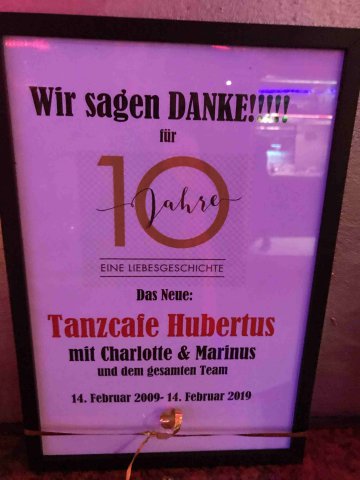 Wir sagen DANKE!!!!!
für
10 Jahre
EINE LIEBESGESCHICHTE
Das Neue:
Tanzcafe Hubertus
mit Charlotte & Marinus
und dem gesamten Team
14. Februar 2009- 14. Februar 2019